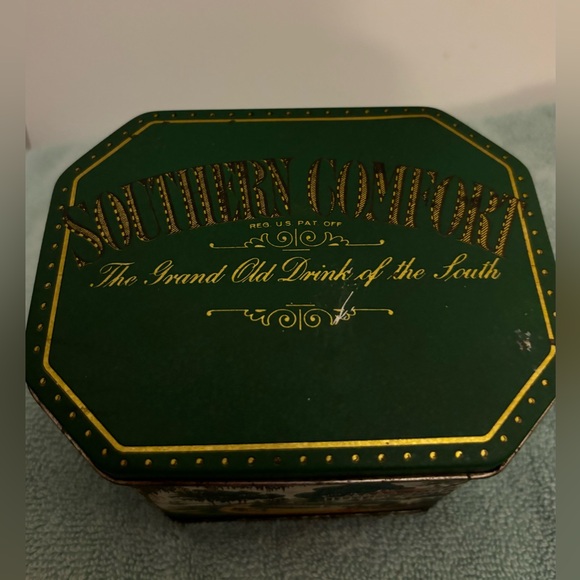 SOUTHERN COMFORT
REG. U.S. PAT. OFF.
The Grand Old Drink of the South